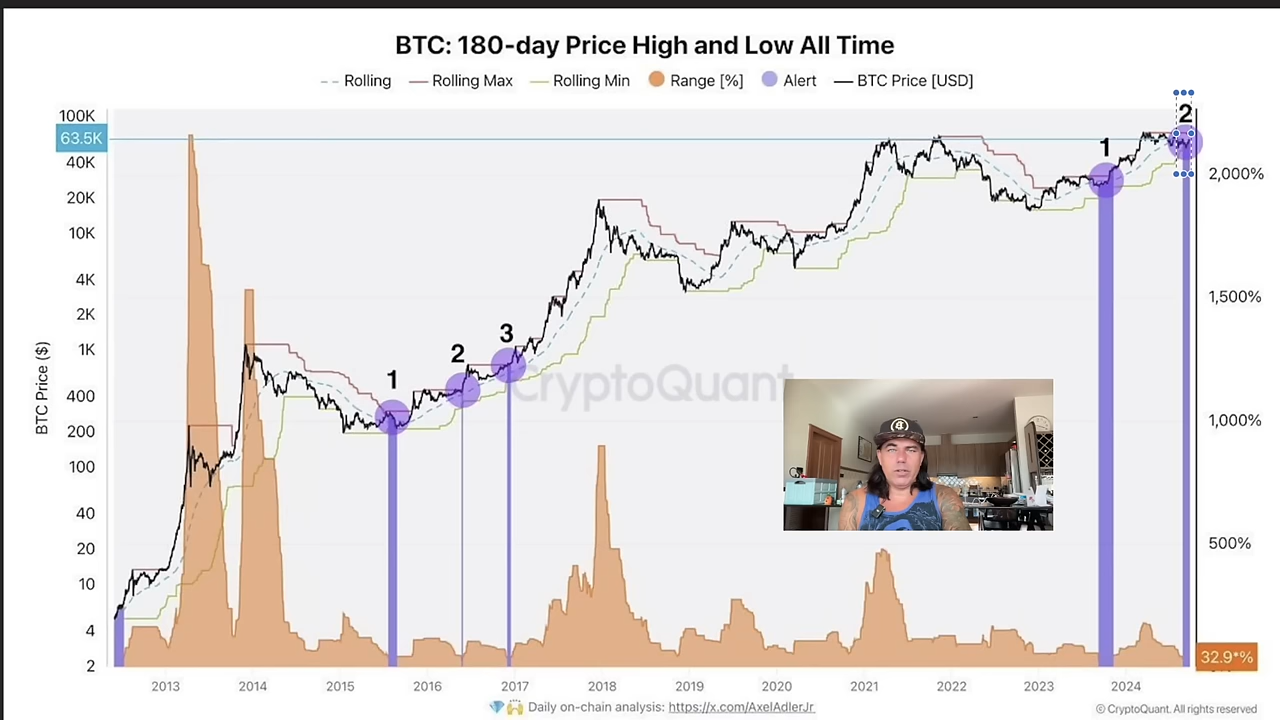 BTC: 180-day Price High and Low All Time
Rolling Rolling Max Rolling Min Range [%] Alert BTC Price [USD]
100K
63.5K
40K
20K
10K
4K
2K
1K
400
200
100
40
20
10
4
2
BTC Price ($)
1
2
3
1
2
CryptoQuant
2,000%
1,500%
1,000%
500%
32.9*%
2013 2014 2015 2016 2017 2018 2019 2020 2021 2022 2023 2024
Daily on-chain analysis: https://x.com/AxelAdlerJr
© CryptoQuant. All rights reserved